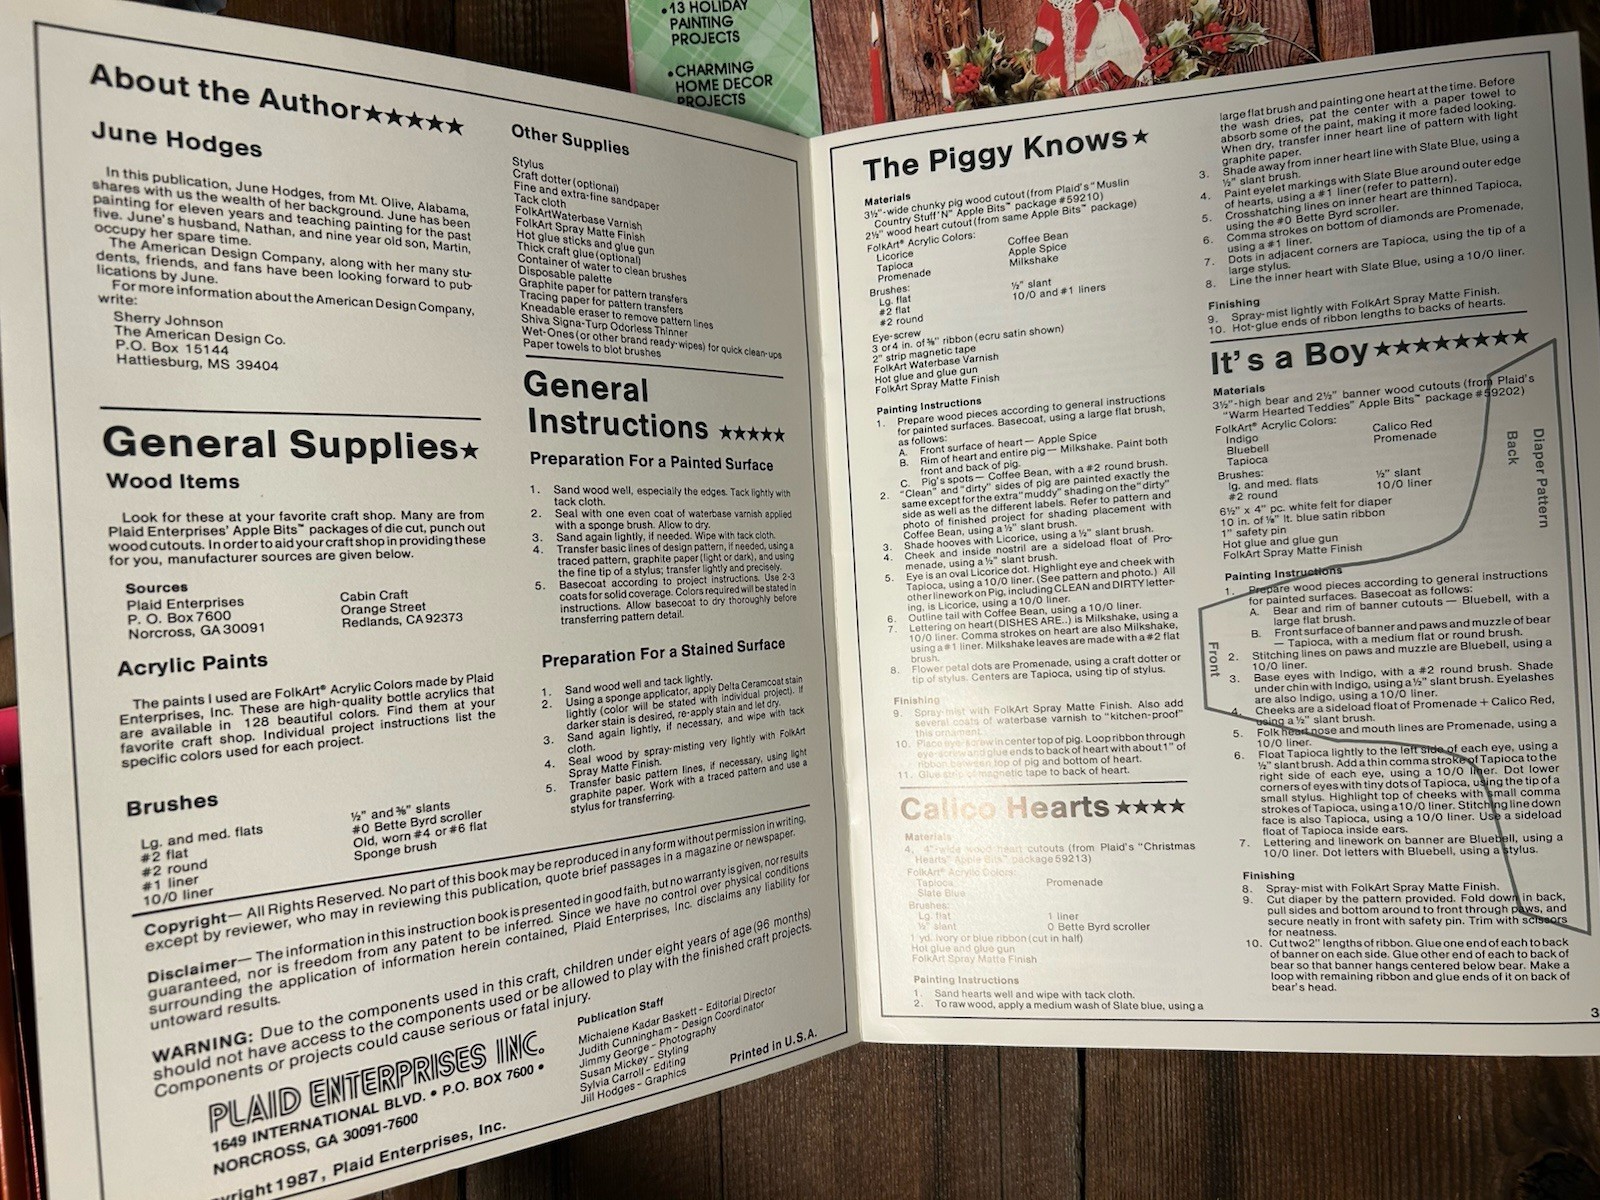 • 13 HOLIDAY
PAINTING
PROJECTS
• CHARMING
HOME DECOR
PROJECTS
About the Author★★★★★
June Hodges
In this publication, June Hodges, from Mt. Olive, Alabama,
shares with us the wealth of her background. June has been
painting for eleven years and teaching painting for the past
five. June's husband, Nathan, and nine year old son, Martin,
occupy her spare time.
The American Design Company, along with her many stu-
dents, friends, and fans have been looking forward to pub-
lications by June.
For more information about the American Design Company,
write:
Sherry Johnson
The American Design Co.
P.O. Box 15144
Hattiesburg, MS 39404
General Supplies★
Wood Items
Look for these at your favorite craft shop. Many are from
Plaid Enterprises' Apple Bits™ packages of die cut, punch out
wood cutouts. In order to aid your craft shop in providing these
for you, manufacturer sources are given below.
Sources
Plaid Enterprises
P. O. Box 7600
Norcross, GA 30091
Cabin Craft
Orange Street
Redlands, CA 92373
Acrylic Paints
The paints I used are FolkArt® Acrylic Colors made by Plaid
Enterprises, Inc. These are high-quality bottle acrylics that
are available in 128 beautiful colors. Find them at your
favorite craft shop. Individual project instructions list the
specific colors used for each project.
Brushes
Lg. and med. flats
#2 flat
#2 round
#1 liner
10/0 liner
½" and ⅜" slants
#0 Bette Byrd scroller
Old, worn #4 or #6 flat
Sponge brush
Other Supplies
Stylus
Craft dotter (optional)
Fine and extra-fine sandpaper
Tack cloth
FolkArt Waterbase Varnish
FolkArt Spray Matte Finish
Hot glue sticks and glue gun
Thick craft glue (optional)
Container of water to clean brushes
Disposable palette
Graphite paper for pattern transfers
Tracing paper for pattern transfers
Kneadable eraser to remove pattern lines
Shiva Signa-Turp Odorless Thinner
Wet-Ones (or other brand ready-wipes) for quick clean-ups
Paper towels to blot brushes
General
Instructions ★★★★★
Preparation For a Painted Surface
1. Sand wood well, especially the edges. Tack lightly with
tack cloth.
2. Seal with one even coat of waterbase varnish applied
with a sponge brush. Allow to dry.
3. Sand again lightly, if needed. Wipe with tack cloth.
4. Transfer basic lines of design pattern, if needed, using a
traced pattern, graphite paper (light or dark), and using
the fine tip of a stylus; transfer lightly and precisely.
5. Basecoat according to project instructions. Use 2-3
coats for solid coverage. Colors required will be stated in
instructions. Allow basecoat to dry thoroughly before
transferring pattern detail.
Preparation For a Stained Surface
1. Sand wood well and tack lightly.
2. Using a sponge applicator, apply Delta Ceramcoat stain
lightly (color will be stated with individual project). If
darker stain is desired, re-apply stain and let dry.
3. Sand again lightly, if necessary, and wipe with tack
cloth.
4. Seal wood by spray-misting very lightly with FolkArt
Spray Matte Finish.
5. Transfer basic pattern lines, if necessary, using light
graphite paper. Work with a traced pattern and use a
stylus for transferring.
Copyright— All Rights Reserved. No part of this book may be reproduced in any form without permission in writing,
except by reviewer, who may in reviewing this publication, quote brief passages in a magazine or newspaper.
Disclaimer— The information in this instruction book is presented in good faith, but no warranty is given, nor results
guaranteed, nor is freedom from any patent to be inferred. Since we have no control over physical conditions
surrounding the application of information herein contained, Plaid Enterprises, Inc. disclaims any liability for
untoward results.
WARNING: Due to the components used in this craft, children under eight years of age (96 months)
should not have access to the components used or be allowed to play with the finished craft projects.
Components or projects could cause serious or fatal injury.
PLAID ENTERPRISES INC.
1649 INTERNATIONAL BLVD. • P.O. BOX 7600 •
NORCROSS, GA 30091-7600
yright 1987, Plaid Enterprises, Inc.
Publication Staff
Michalene Kadar Baskett - Editorial Director
Judith Cunningham - Design Coordinator
Jimmy George - Photography
Susan Mickey - Styling
Sylvia Carroll - Editing
Jill Hodges - Graphics
Printed in U.S.A.
The Piggy Knows★
Materials
3½"-wide chunky pig wood cutout (from Plaid's "Muslin
Country Stuff 'N" Apple Bits™ package #59210)
2½" wood heart cutout (from same Apple Bits™ package)
FolkArt® Acrylic Colors:
Licorice
Tapioca
Promenade
Coffee Bean
Apple Spice
Milkshake
Brushes:
Lg. flat
#2 flat
#2 round
½" slant
10/0 and #1 liners
Eye-screw
3 or 4 in. of ⅜" ribbon (ecru satin shown)
2" strip magnetic tape
FolkArt Waterbase Varnish
Hot glue and glue gun
FolkArt Spray Matte Finish
Painting Instructions
1. Prepare wood pieces according to general instructions
for painted surfaces. Basecoat, using a large flat brush,
as follows:
A. Front surface of heart — Apple Spice
B. Rim of heart and entire pig — Milkshake. Paint both
front and back of pig.
C. Pig's spots — Coffee Bean, with a #2 round brush.
2. "Clean" and "dirty" sides of pig are painted exactly the
same except for the extra "muddy" shading on the "dirty"
side as well as the different labels. Refer to pattern and
photo of finished project for shading placement with
Coffee Bean, using a ½" slant brush.
3. Shade hooves with Licorice, using a ½" slant brush.
4. Cheek and inside nostril are a sideload float of Pro-
menade, using a ½" slant brush.
5. Eye is an oval Licorice dot. Highlight eye and cheek with
Tapioca, using a 10/0 liner. (See pattern and photo.) All
other linework on Pig, including CLEAN and DIRTY letter-
ing, is Licorice, using a 10/0 liner.
6. Outline tail with Coffee Bean, using a 10/0 liner.
7. Lettering on heart (DISHES ARE..) is Milkshake, using a
10/0 liner. Comma strokes on heart are also Milkshake,
using a #1 liner. Milkshake leaves are made with a #2 flat
brush.
8. Flower petal dots are Promenade, using a craft dotter or
tip of stylus. Centers are Tapioca, using tip of stylus.
Finishing
9. Spray-mist with FolkArt Spray Matte Finish. Also add
several coats of waterbase varnish to "kitchen-proof"
this ornament.
10. Place eye-screw in center top of pig. Loop ribbon through
eye-screw and glue ends to back of heart with about 1" of
ribbon between top of pig and bottom of heart.
11. Glue strip of magnetic tape to back of heart.
Calico Hearts★★★★
Materials
4, 4"-wide wood heart cutouts (from Plaid's "Christmas
Hearts" Apple Bits™ package 59213)
FolkArt® Acrylic Colors:
Tapioca
Slate Blue
Promenade
Brushes:
Lg. flat
½" slant
1 liner
0 Bette Byrd scroller
1 yd. ivory or blue ribbon (cut in half)
Hot glue and glue gun
FolkArt Spray Matte Finish
Painting Instructions
1. Sand hearts well and wipe with tack cloth.
2. To raw wood, apply a medium wash of Slate blue, using a
large flat brush and painting one heart at the time. Before
the wash dries, pat the center with a paper towel to
absorb some of the paint, making it more faded looking.
When dry, transfer inner heart line of pattern with light
graphite paper.
3. Shade away from inner heart line with Slate Blue, using a
½" slant brush.
4. Paint eyelet markings with Slate Blue around outer edge
of hearts, using a #1 liner (refer to pattern).
5. Crosshatching lines on inner heart are thinned Tapioca,
using the #0 Bette Byrd scroller.
6. Comma strokes on bottom of diamonds are Promenade,
using a #1 liner.
7. Dots in adjacent corners are Tapioca, using the tip of a
large stylus.
8. Line the inner heart with Slate Blue, using a 10/0 liner.
Finishing
9. Spray-mist lightly with FolkArt Spray Matte Finish.
10. Hot-glue ends of ribbon lengths to backs of hearts.
It's a Boy★★★★★★★★
Materials
3½"-high bear and 2½" banner wood cutouts (from Plaid's
"Warm Hearted Teddies" Apple Bits™ package #59202)
FolkArt® Acrylic Colors:
Indigo
Bluebell
Tapioca
Calico Red
Promenade
Brushes:
lg. and med. flats
#2 round
½" slant
10/0 liner
6½" x 4" pc. white felt for diaper
10 in. of ⅛" lt. blue satin ribbon
1" safety pin
Hot glue and glue gun
FolkArt Spray Matte Finish
Diaper Pattern
Back
Front
Painting Instructions
1. Prepare wood pieces according to general instructions
for painted surfaces. Basecoat as follows:
A. Bear and rim of banner cutouts — Bluebell, with a
large flat brush.
B. Front surface of banner and paws and muzzle of bear
— Tapioca, with a medium flat or round brush.
2. Stitching lines on paws and muzzle are Bluebell, using a
10/0 liner.
3. Base eyes with Indigo, with a #2 round brush. Shade
under chin with Indigo, using a ½" slant brush. Eyelashes
are also Indigo, using a 10/0 liner.
4. Cheeks are a sideload float of Promenade + Calico Red,
using a ½" slant brush.
5. Folk heart nose and mouth lines are Promenade, using a
10/0 liner.
6. Float Tapioca lightly to the left side of each eye, using a
½" slant brush. Add a thin comma stroke of Tapioca to the
right side of each eye, using a 10/0 liner. Dot lower
corners of eyes with tiny dots of Tapioca, using the tip of a
small stylus. Highlight top of cheeks with small comma
strokes of Tapioca, using a 10/0 liner. Stitching line down
face is also Tapioca, using a 10/0 liner. Use a sideload
float of Tapioca inside ears.
7. Lettering and linework on banner are Bluebell, using a
10/0 liner. Dot letters with Bluebell, using a stylus.
Finishing
8. Spray-mist with FolkArt Spray Matte Finish.
9. Cut diaper by the pattern provided. Fold down in back,
pull sides and bottom around to front through paws, and
secure neatly in front with safety pin. Trim with scissors
for neatness.
10. Cut two 2" lengths of ribbon. Glue one end of each to back
of banner on each side. Glue other end of each to back of
bear so that banner hangs centered below bear. Make a
loop with remaining ribbon and glue ends of it on back of
bear's head.
3